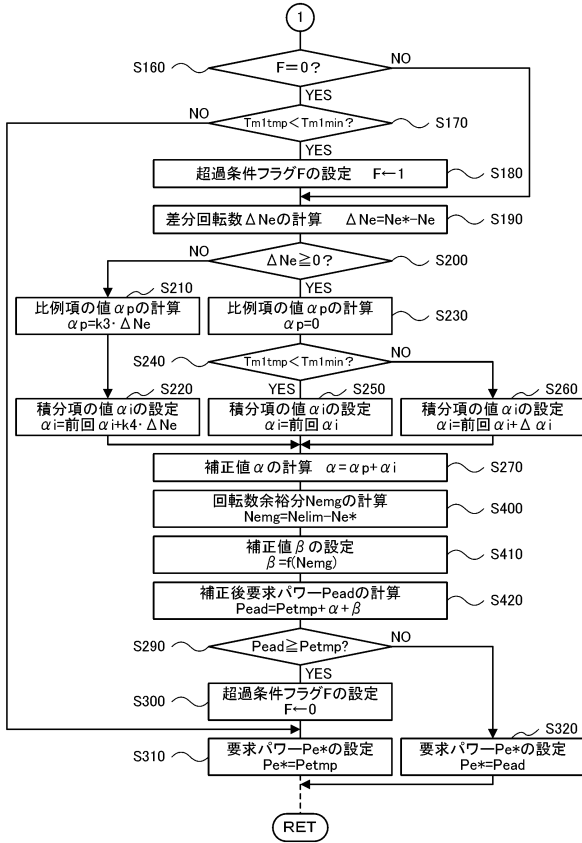 1
S160
F=0?
NO
YES
NO
Tm1tmp<Tm1min?
S170
YES
超過条件フラグFの設定　F←1
S180
差分回転数ΔNeの計算　ΔNe=Ne*-Ne
S190
NO
ΔNe≧0?
S200
S210
YES
比例項の値αpの計算
αp=k3・ΔNe
比例項の値αpの計算
αp=0
S230
S240
Tm1tmp<Tm1min?
NO
S220
YES
S250
S260
積分項の値αiの設定
αi=前回αi+k4・ΔNe
積分項の値αiの設定
αi=前回αi
積分項の値αiの設定
αi=前回αi+Δαi
補正値αの計算　α=αp+αi
S270
回転数余裕分Nemgの計算
Nemg=Nelim-Ne*
S400
補正値βの設定
β=f(Nemg)
S410
補正後要求パワーPeadの計算
Pead=Petmp+α+β
S420
S290
Pead≧Petmp?
NO
YES
S300
超過条件フラグFの設定
F←0
S320
S310
要求パワーPe*の設定
Pe*=Petmp
要求パワーPe*の設定
Pe*=Pead
RET